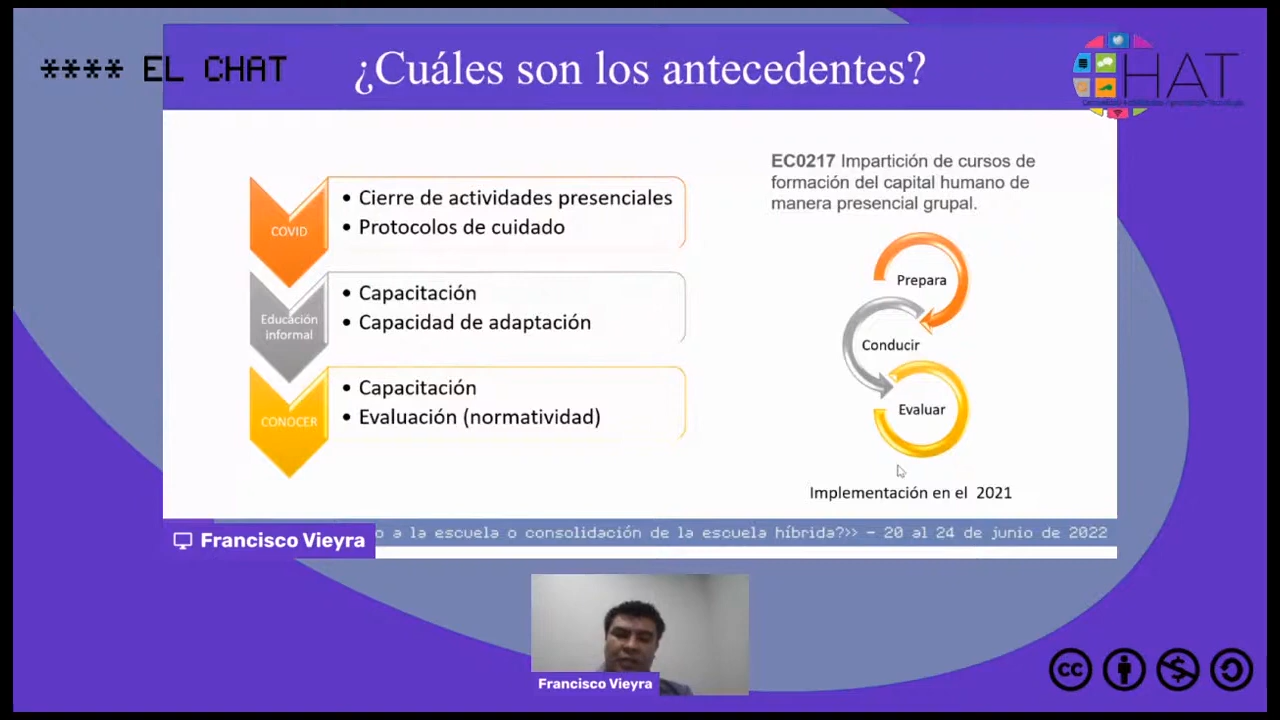 **** EL CHAT
¿Cuáles son los antecedentes?
HAT
COVID
• Cierre de actividades presenciales
• Protocolos de cuidado
Educación
informal
• Capacitación
• Capacidad de adaptación
CONOCER
• Capacitación
• Evaluación (normatividad)
EC0217 Impartición de cursos de
formación del capital humano de
manera presencial grupal.
Prepara
Conducir
Evaluar
Implementación en el 2021
o a la escuela o consolidación de la escuela híbrida?>> – 20 al 24 de junio de 2022
Francisco Vieyra
Francisco Vieyra
cc